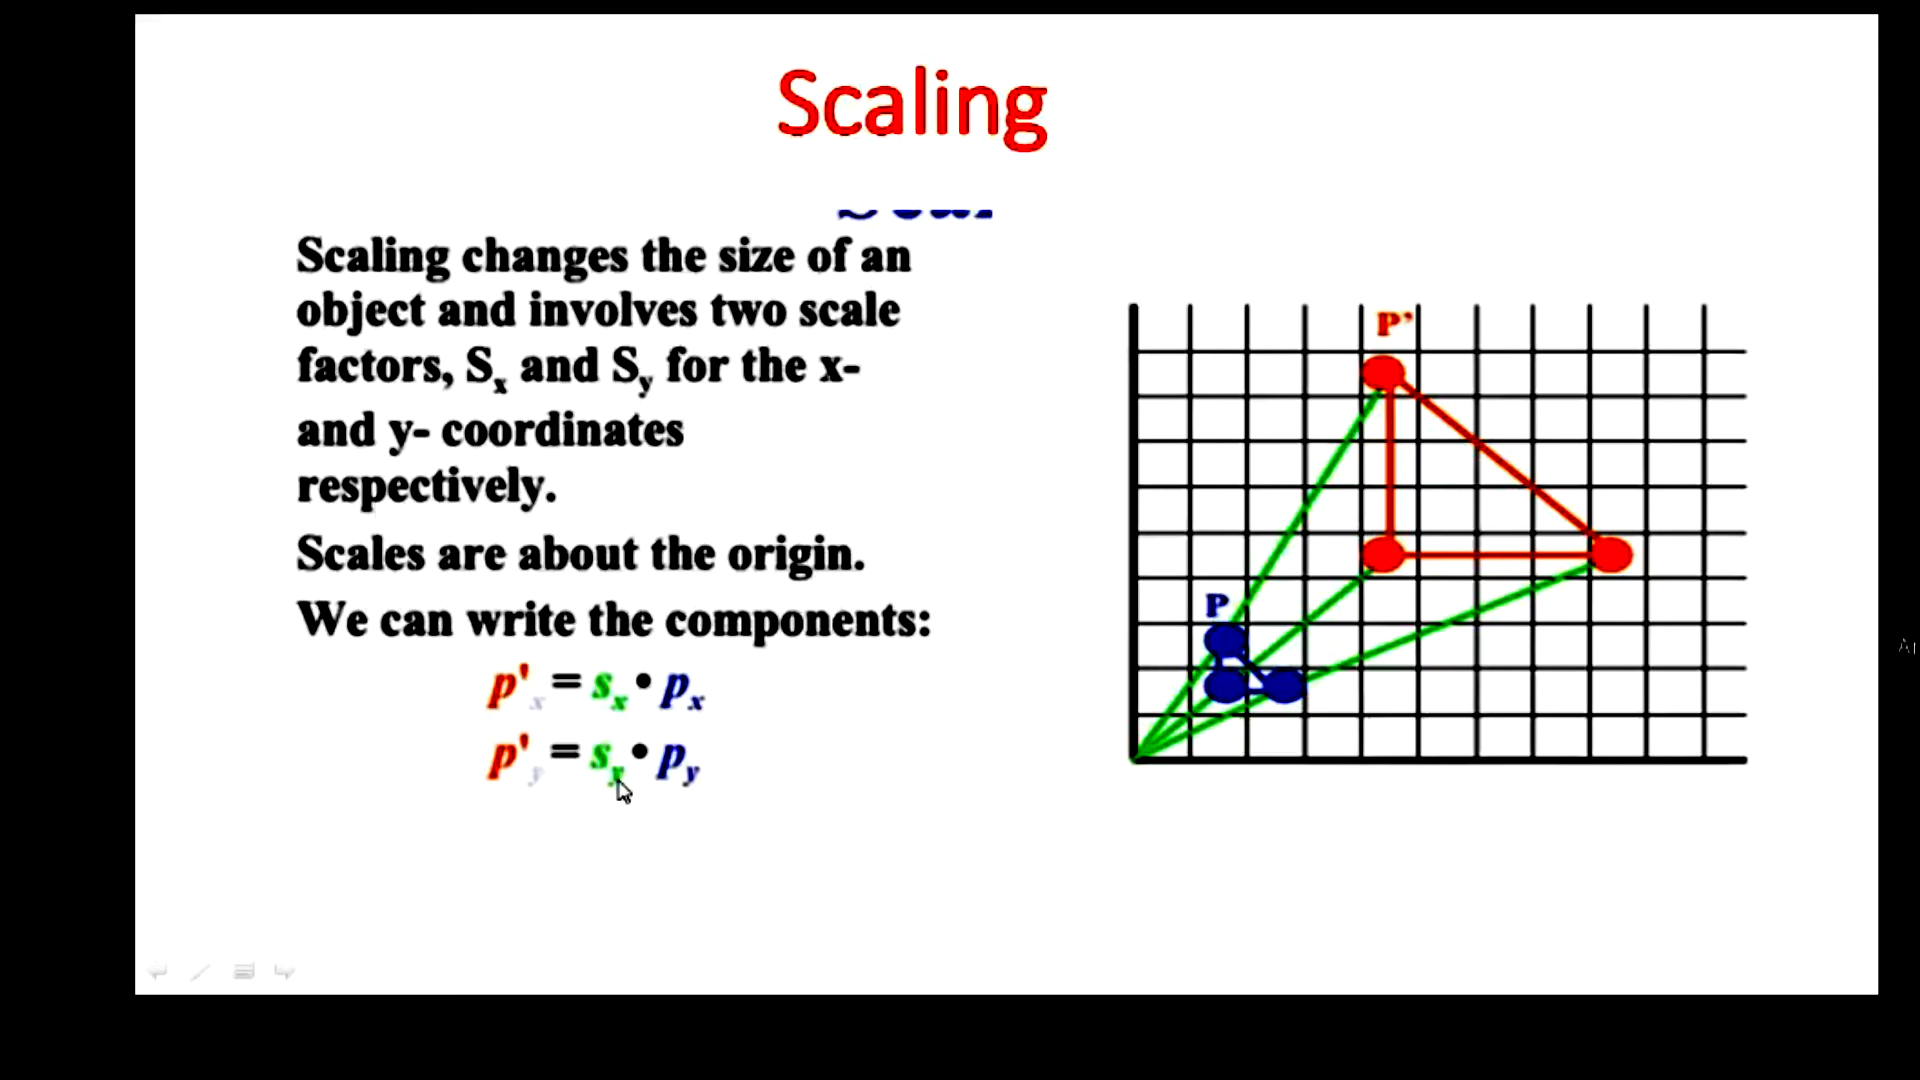 Scaling
Scaling changes the size of an
object and involves two scale
factors, Sx and Sy for the x-
and y- coordinates
respectively.
Scales are about the origin.
We can write the components:
p'x = sx • px
p'y = sy • py
P'
P